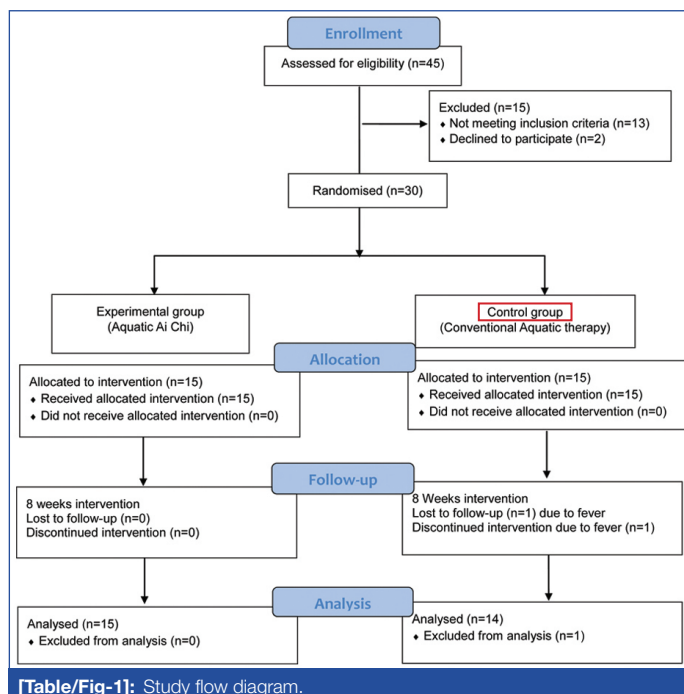 Enrollment
Assessed for eligibility (n=45)
Excluded (n=15)
♦ Not meeting inclusion criteria (n=13)
♦ Declined to participate (n=2)
Randomised (n=30)
Experimental group
(Aquatic Ai Chi)
Control group
(Conventional Aquatic therapy)
Allocation
Allocated to intervention (n=15)
♦ Received allocated intervention (n=15)
♦ Did not receive allocated intervention (n=0)
Allocated to intervention (n=15)
♦ Received allocated intervention (n=15)
♦ Did not receive allocated intervention (n=0)
Follow-up
8 weeks intervention
Lost to follow-up (n=0)
Discontinued intervention (n=0)
8 Weeks intervention
Lost to follow-up (n=1) due to fever
Discontinued intervention due to fever (n=1)
Analysis
Analysed (n=15)
♦ Excluded from analysis (n=0)
Analysed (n=14)
♦ Excluded from analysis (n=1)
[Table/Fig-1]: Study flow diagram.